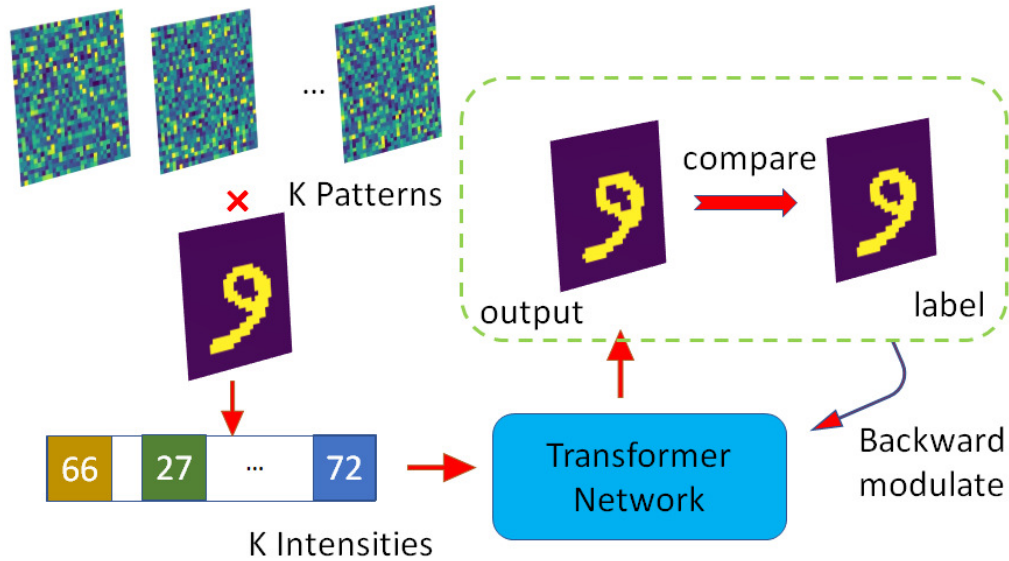 ...
K Patterns
compare
output
label
66 27 ... 72
K Intensities
Transformer
Network
Backward
modulate